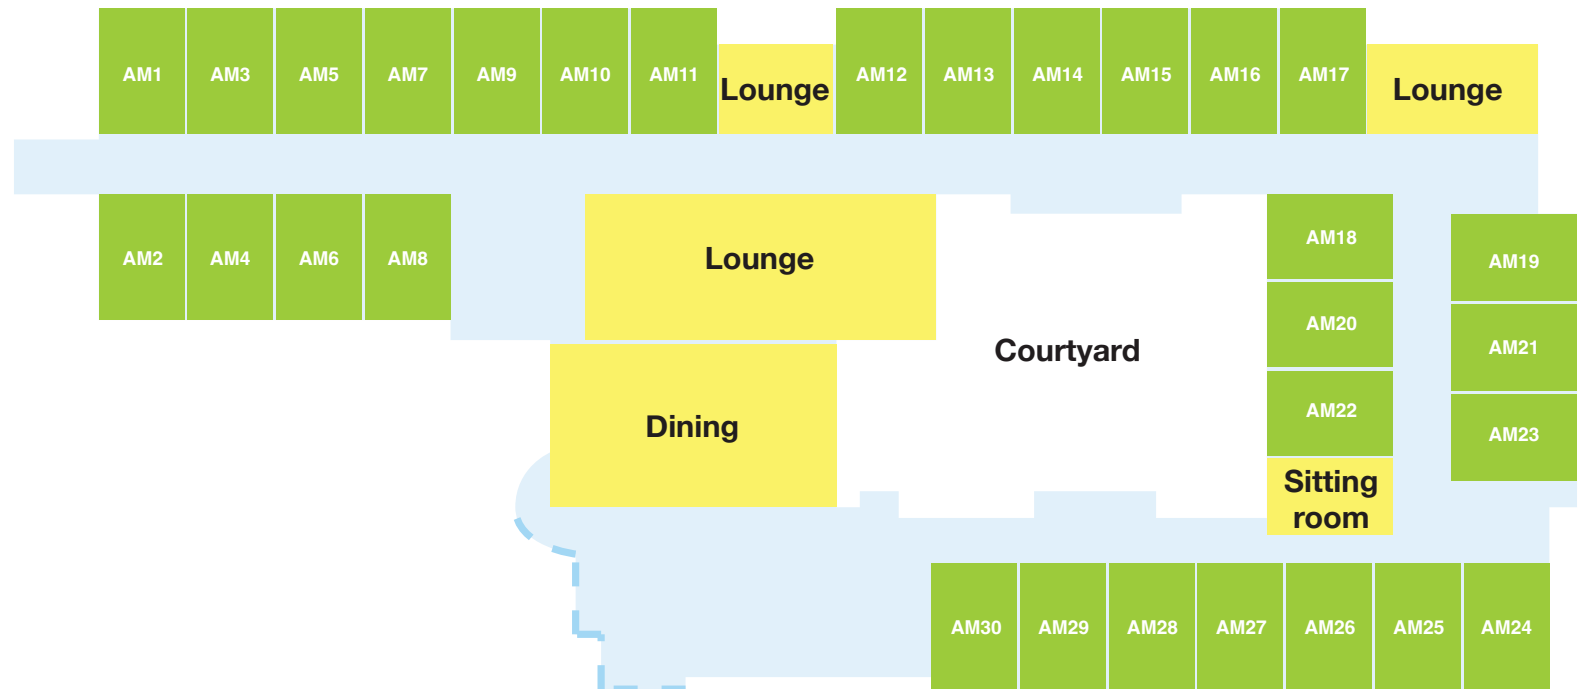 AM1
AM3
AM5
AM7
AM9
AM10
AM11
Lounge
AM12
AM13
AM14
AM15
AM16
AM17
Lounge
AM2
AM4
AM6
AM8
Lounge
AM18
AM19
AM20
Courtyard
AM21
AM22
Dining
AM23
Sitting
room
AM30
AM29
AM28
AM27
AM26
AM25
AM24